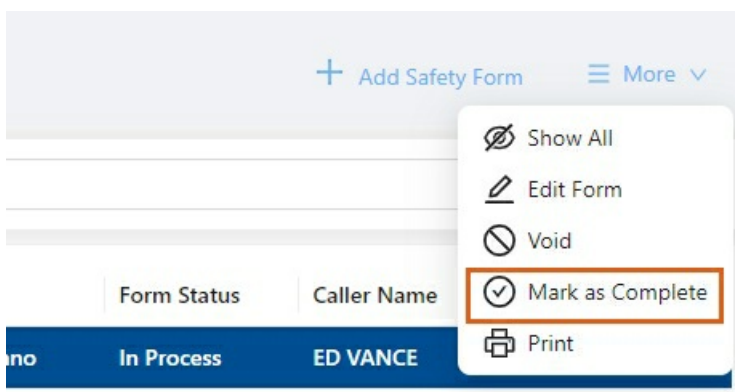 Add Safety Form More
Show All
Edit Form
Void
Form Status Caller Name Mark as Complete
Print
In Process ED VANCE